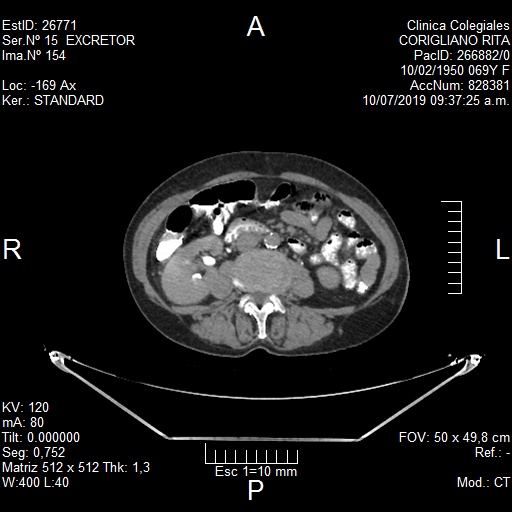 EstID: 26771
Ser.Nº 15 EXCRETOR
Ima.Nº 154
Loc: -169 Ax
Ker.: STANDARD
A
Clinica Colegiales
CORIGLIANO RITA
PacID: 266882/0
10/02/1950 069Y F
AccNum: 828381
10/07/2019 09:37:25 a.m.
R
L
KV: 120
mA: 80
Tilt: 0.000000
Seg: 0,752
Matriz 512 x 512 Thk: 1,3
W:400 L:40
Esc 1=10 mm
P
FOV: 50 x 49,8 cm
Ref.: -
Mod.: CT